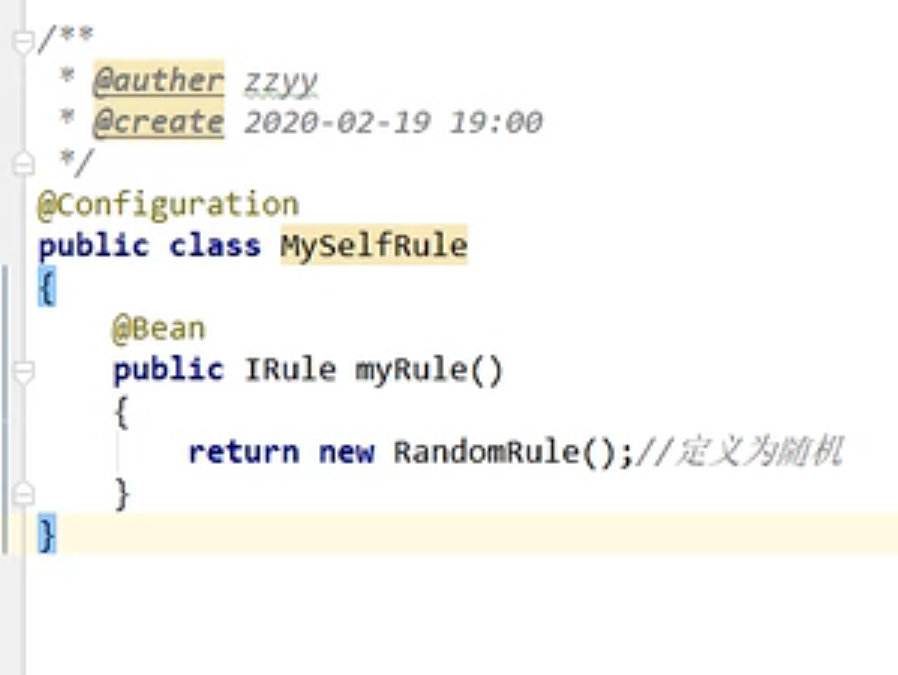 /**
 * @auther zzyy
 * @create 2020-02-19 19:00
 */
@Configuration
public class MySelfRule
{
    @Bean
    public IRule myRule()
    {
        return new RandomRule();//定义为随机
    }
}